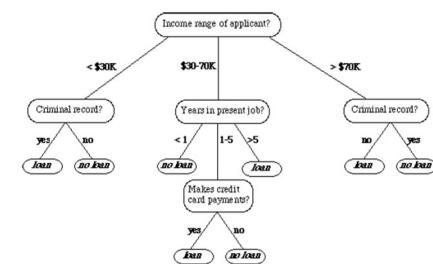 Income range of applicant?
< $30K
$30-70K
> $70K
Criminal record?
Years in present job?
Criminal record?
yes
no
< 1
1-5
>5
no
yes
loan
no loan
no loan
loan
loan
no loan
Makes credit
card payments?
yes
no
loan
no loan